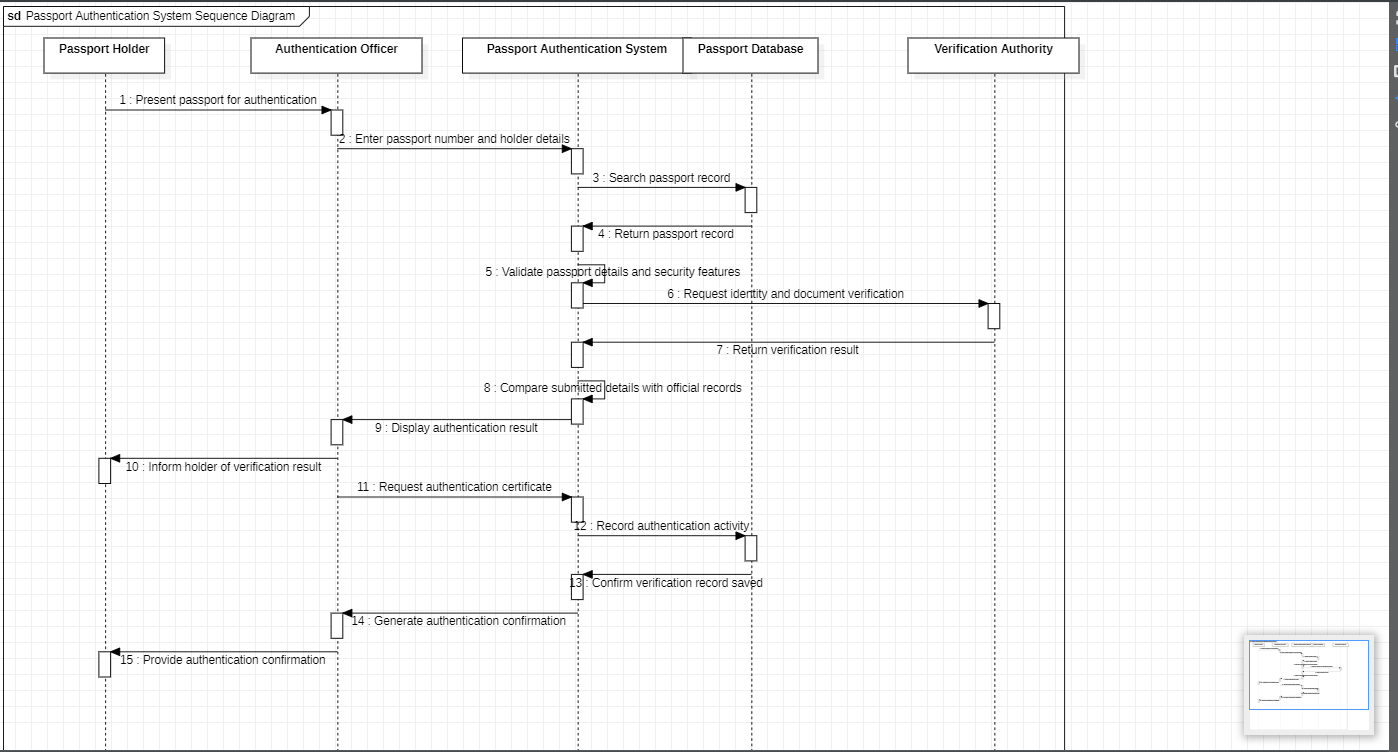 sd Passport Authentication System Sequence Diagram
Passport Holder
Authentication Officer
Passport Authentication System
Passport Database
Verification Authority
1 : Present passport for authentication
2 : Enter passport number and holder details
3 : Search passport record
4 : Return passport record
5 : Validate passport details and security features
6 : Request identity and document verification
7 : Return verification result
8 : Compare submitted details with official records
9 : Display authentication result
10 : Inform holder of verification result
11 : Request authentication certificate
12 : Record authentication activity
13 : Confirm verification record saved
14 : Generate authentication confirmation
15 : Provide authentication confirmation